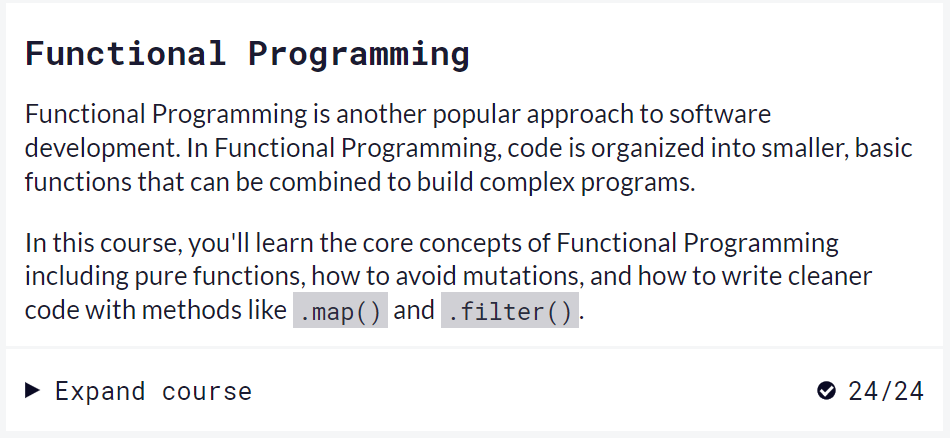 Functional Programming
Functional Programming is another popular approach to software
development. In Functional Programming, code is organized into smaller, basic
functions that can be combined to build complex programs.
In this course, you'll learn the core concepts of Functional Programming
including pure functions, how to avoid mutations, and how to write cleaner
code with methods like .map() and .filter().
Expand course 24/24